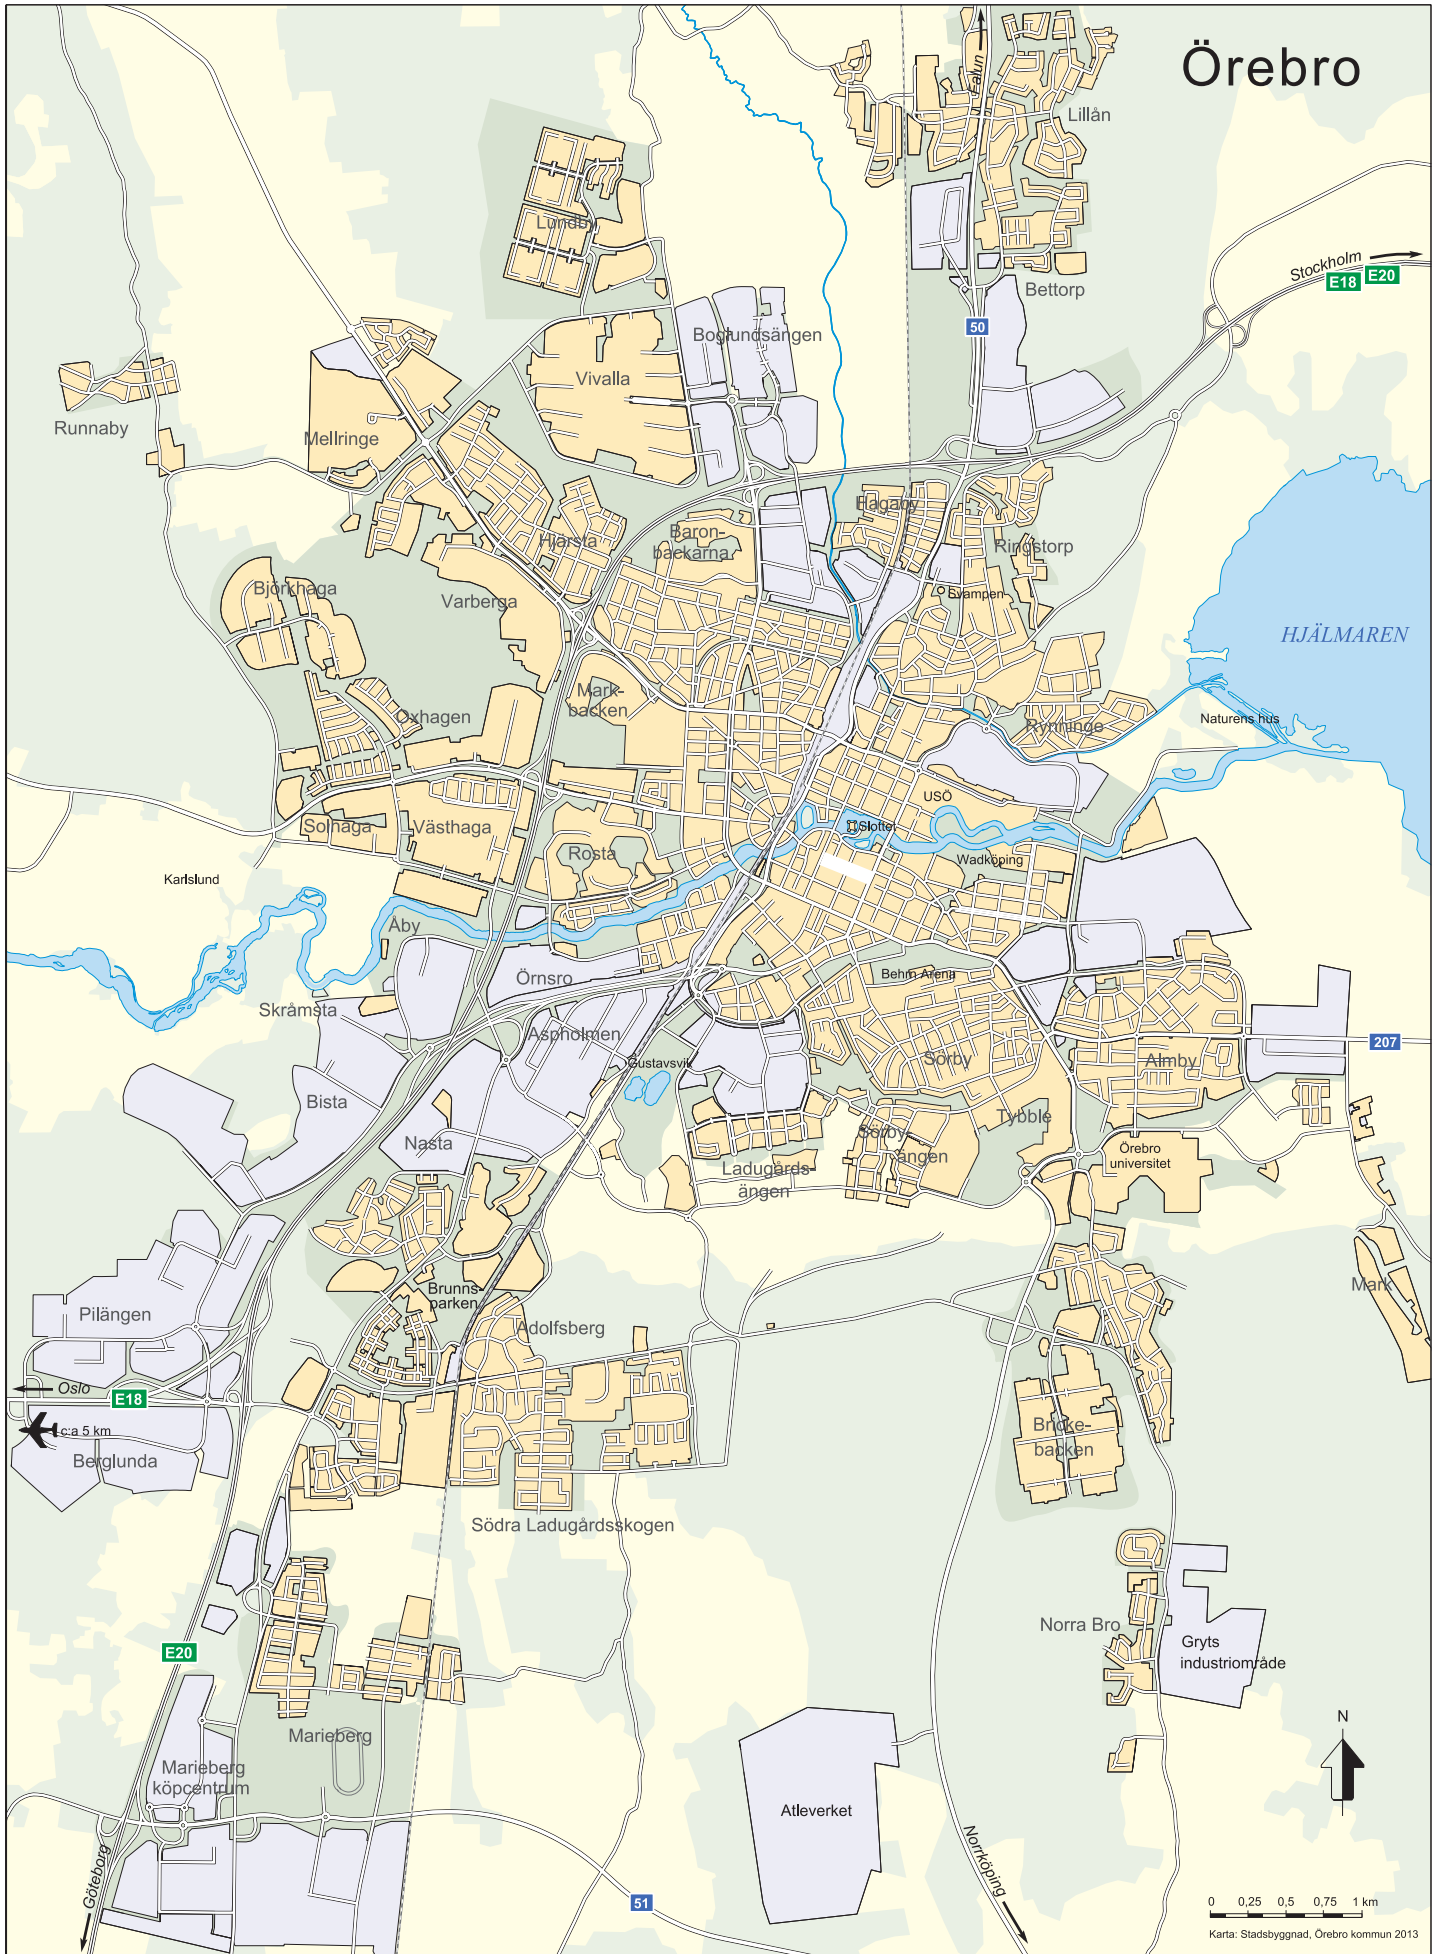 Örebro
Falun
Lillån
Lundby
Stockholm
E18
E20
Bettorp
50
Boglundsängen
Vivalla
Runnaby
Mellringe
Hagaby
Hjärsta
Baron-
backarna
Ringstorp
Björkhaga
Varberga
Svampen
HJÄLMAREN
Mark-
backen
Oxhagen
Naturens hus
Rynninge
USÖ
Solhaga
Västhaga
Slottet
Rosta
Wadköping
Karlslund
Åby
Behrn Arena
Örnsro
Skråmsta
Aspholmen
207
Gustavsvik
Sörby
Almby
Bista
Tybble
Nasta
Sörby-
ängen
Örebro
universitet
Ladugårds-
ängen
Mark
Brunns-
parken
Pilängen
Adolfsberg
Oslo
E18
c:a 5 km
Bricke-
backen
Berglunda
Södra Ladugårdsskogen
Norra Bro
Gryts
industriområde
E20
Marieberg
N
Marieberg
köpcentrum
Atleverket
Göteborg
Norrköping
51
0 0,25 0,5 0,75 1 km
Karta: Stadsbyggnad, Örebro kommun 2013